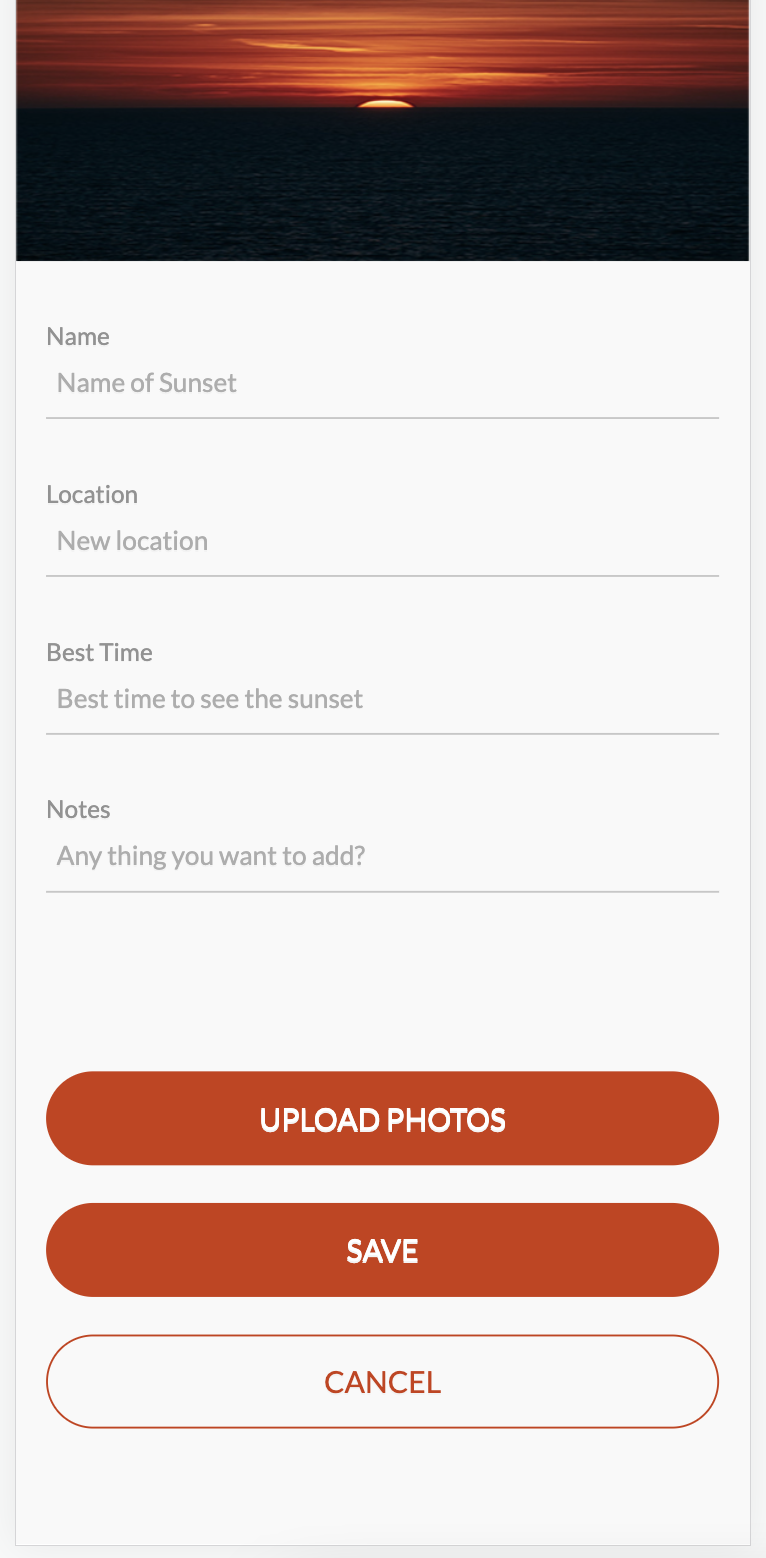 Name
Name of Sunset
Location
New location
Best Time
Best time to see the sunset
Notes
Any thing you want to add?
UPLOAD PHOTOS
SAVE
CANCEL